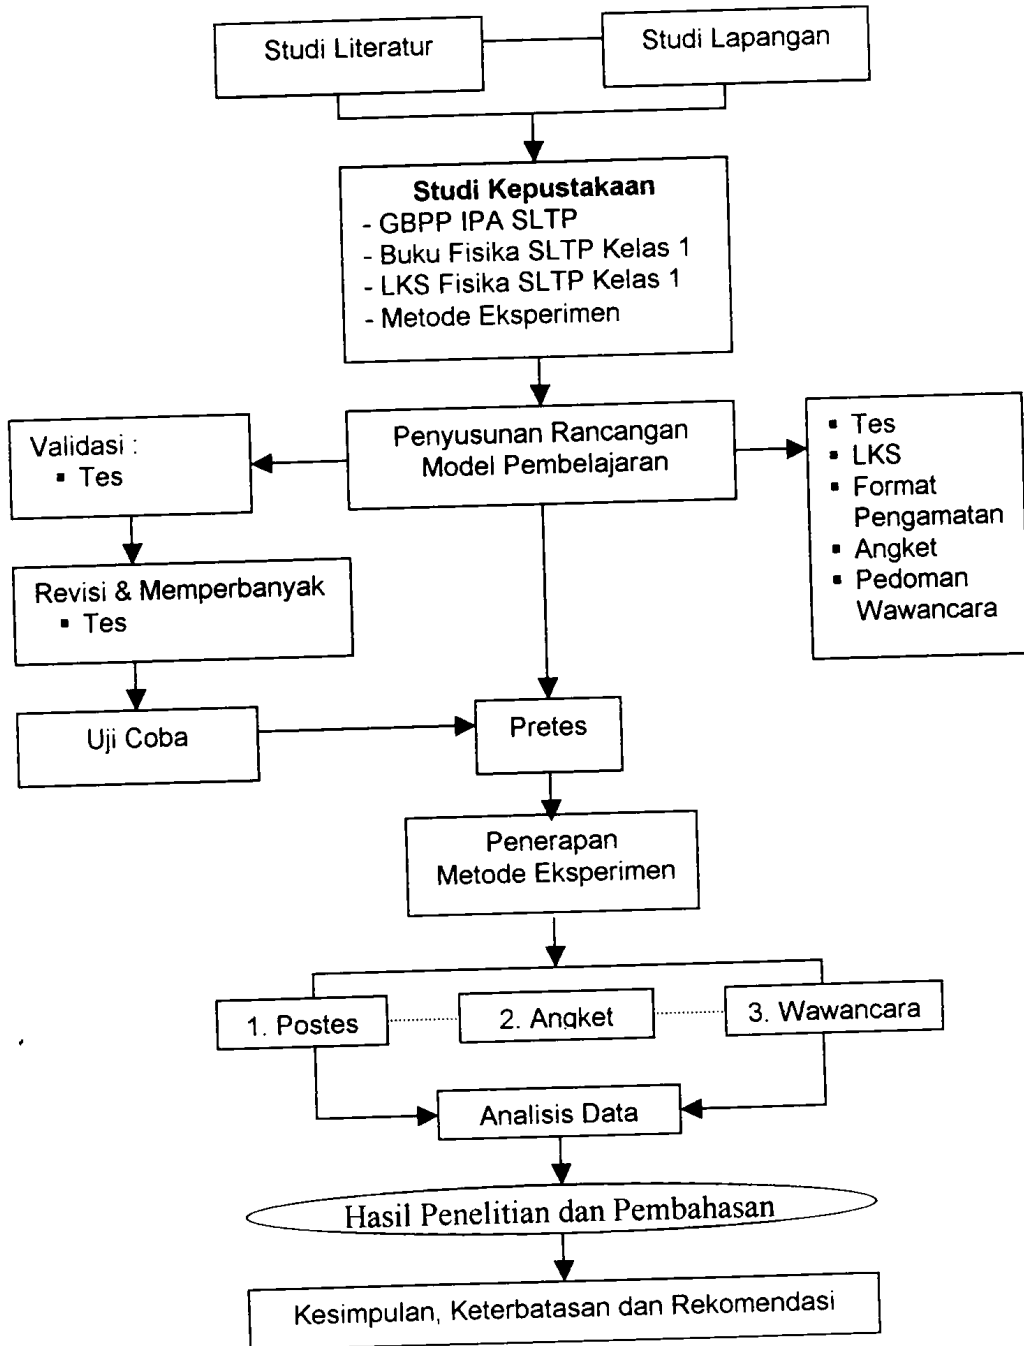 Studi Literatur
Studi Lapangan
Studi Kepustakaan
- GBPP IPA SLTP
- Buku Fisika SLTP Kelas 1
- LKS Fisika SLTP Kelas 1
- Metode Eksperimen
Validasi :
▪ Tes
Penyusunan Rancangan
Model Pembelajaran
▪ Tes
▪ LKS
▪ Format
Pengamatan
▪ Angket
▪ Pedoman
Wawancara
Revisi & Memperbanyak
▪ Tes
Uji Coba
Pretes
Penerapan
Metode Eksperimen
1. Postes
2. Angket
3. Wawancara
Analisis Data
Hasil Penelitian dan Pembahasan
Kesimpulan, Keterbatasan dan Rekomendasi